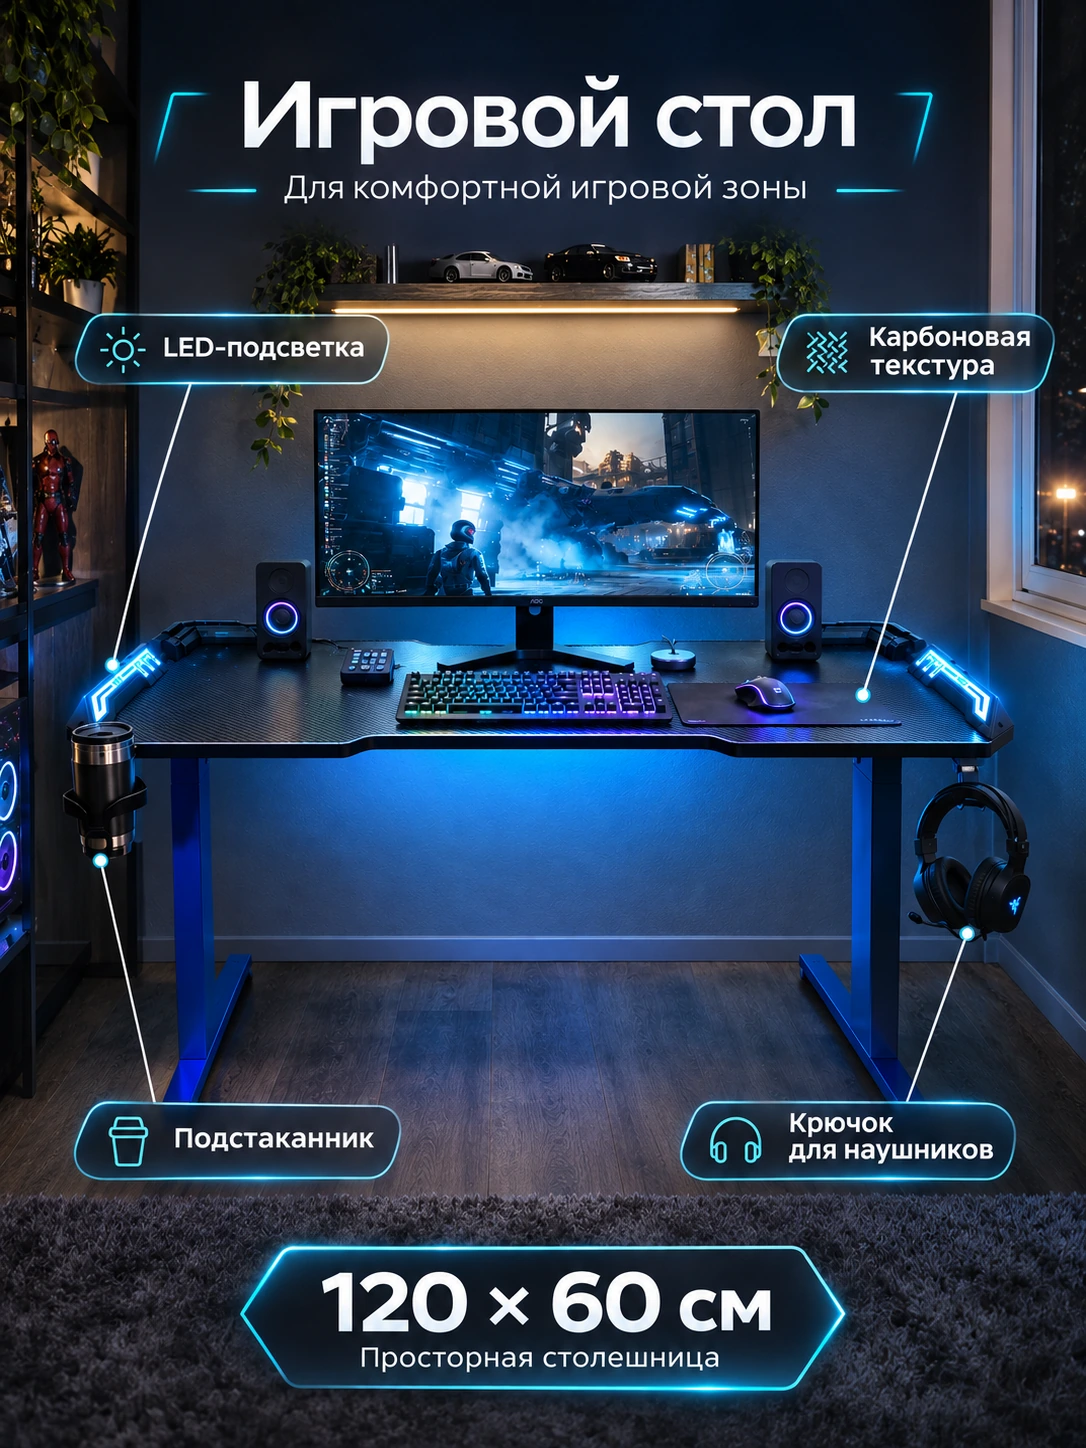 Игровой стол
Для комфортной игровой зоны
LED-подсветка
Карбоновая
текстура
AOC
Подстаканник
Крючок
для наушников
120 × 60 см
Просторная столешница